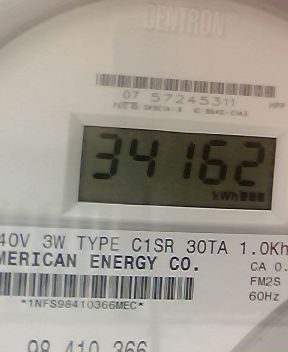 CENTRON
07 57245311
HPP
34162
kWh
40V 3W TYPE C1SR 30TA 1.0Kh
MERICAN ENERGY CO.
CA 0.
FM2S
60Hz
*1NFS98410366MEC*
98 410 366